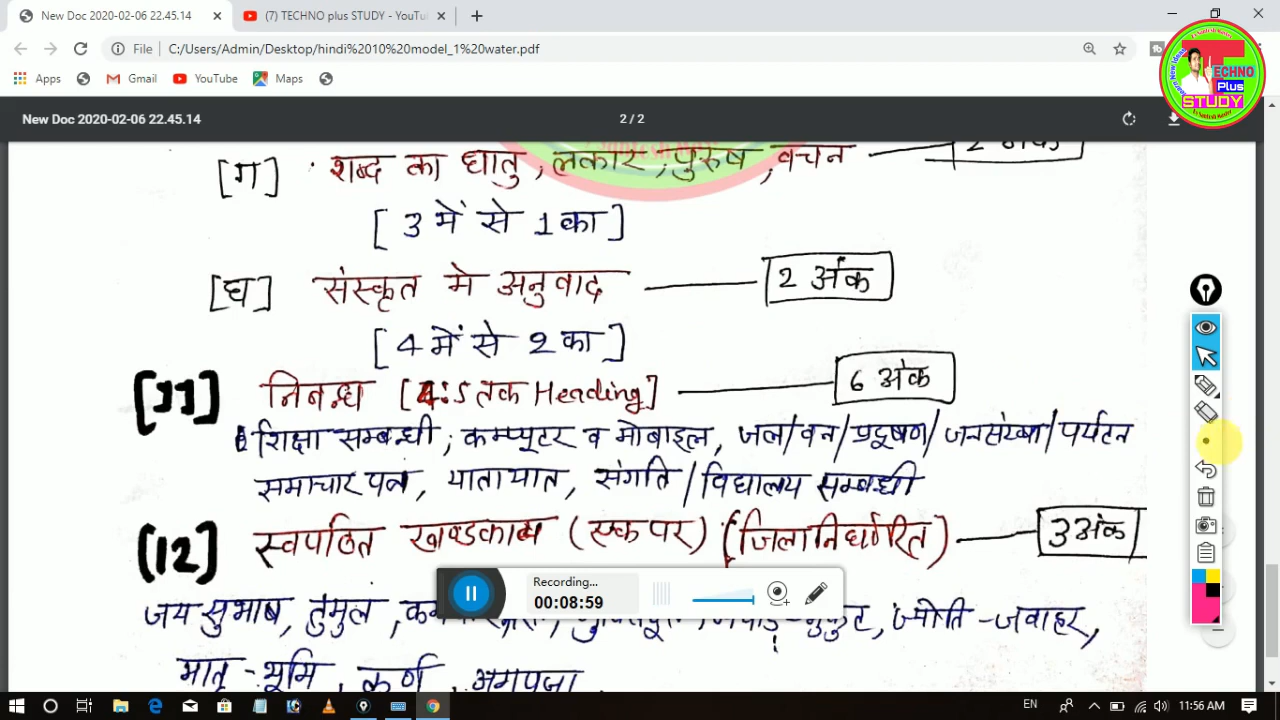 New Doc 2020-02-06 22.45.14
(7) TECHNO plus STUDY - YouTu
File C:/Users/Admin/Desktop/hindi%2010%20model_1%20water.pdf
Apps Gmail YouTube Maps
New Doc 2020-02-06 22.45.14 2 / 2
TECHNO
Plus
STUDY
[ग] शब्द का धातु, लकार, पुरुष, वचन
[3 में से 1 का]
[घ] संस्कृत मे अनुवाद 2 अंक
[4 में से 2 का]
[11] निबन्ध तक Heading] 6 अंक
शिक्षा सम्बन्धी, कम्प्यूटर व मोबाइल, जल/वन/प्रदूषण/जनसंख्या/पर्यटन
समाचार पत्र, यातायात, संगति/विद्यालय सम्बन्धी
[12] स्वपठित खण्डकाव्य (एक पर) (जिला निर्धारित) 3 अंक
जय सुभाष, तुमुल, ज्योति-जवाहर,
मातृ-भूमि, कर्ण, अग्रपूजा
Recording...
00:08:59
EN 11:56 AM